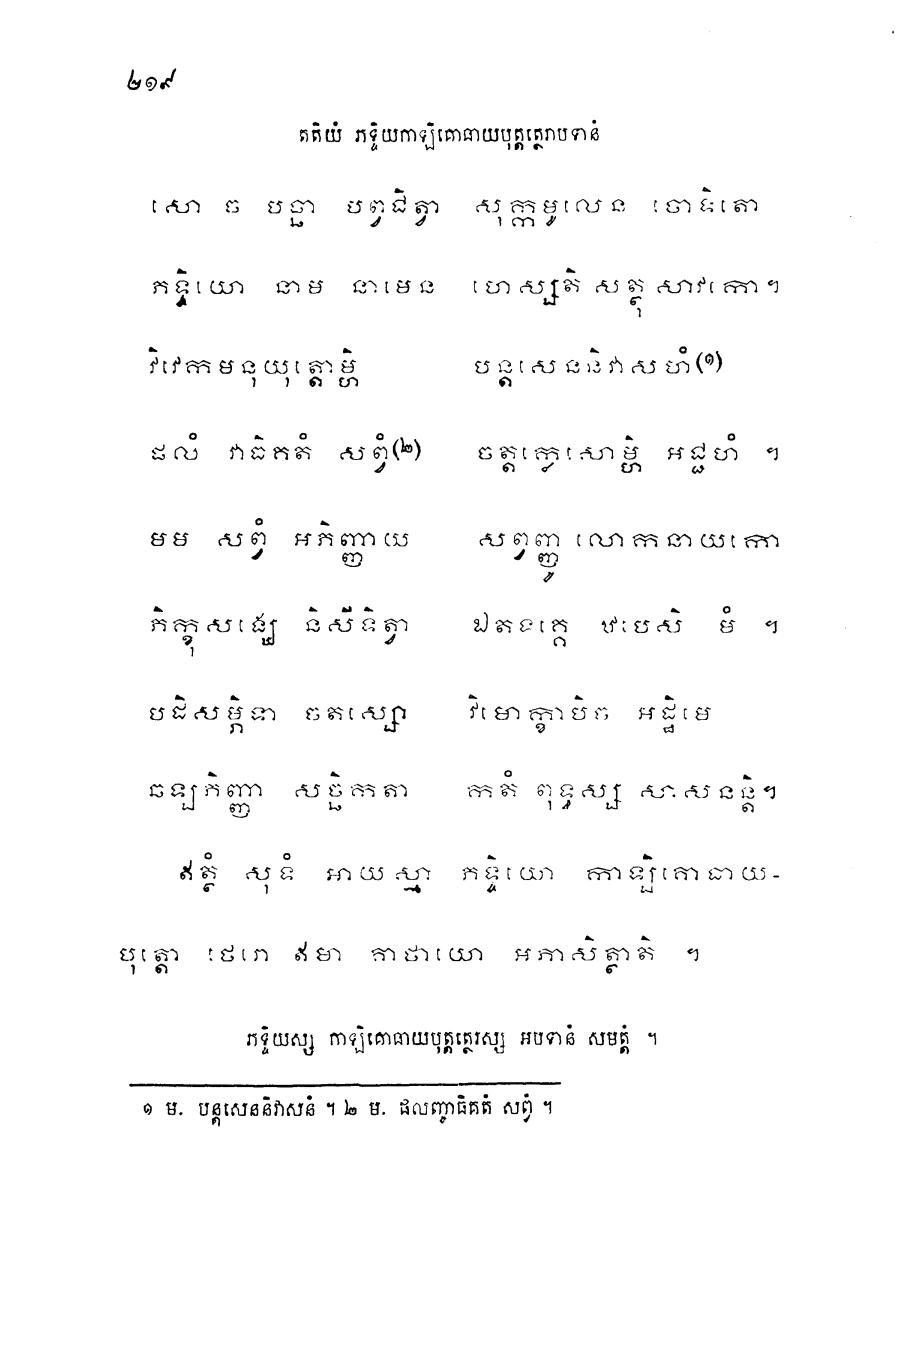 ២១៩
តតិយំ ភទ្ទិយកាឡិគោធាយបុត្តត្ថេរាបទានំ
សោ ច បច្ឆា បព្វជិត្វា សុក្កមូលេន ចោទិតោ
ភទ្ទិយោ នាម នាមេន ហេស្សតិ សត្ថុ សាវកោ។
វិវេកមនុយុត្តោម្ហិ បន្តសេននិវាសហំ(១)
ផលំ វាធិកតំ សព្វំ(២) ចត្តក្លេសោម្ហិ អជ្ជហំ ។
មម សព្វំ អភិញ្ញាយ សព្វញ្ញូ លោកនាយកោ
ភិក្ខុសង្ឃេ និសីទិត្វា ឯតទគ្គេ ឋបេសិ មំ ។
បដិសម្ភិទា ចតស្សោ វិមោក្ខាបិច អដ្ឋិមេ
ឆឡភិញ្ញា សច្ឆិកតា កតំ ពុទ្ធស្ស សាសនន្តិ។
ឥត្ថំ សុទំ អាយស្មា ភទ្ទិយោ កាឡិគោធាយ-
បុត្តោ ថេរោ ឥមា គាថាយោ អភាសិត្ថាតិ ។
ភទ្ទិយស្ស កាឡិគោធាយបុត្តត្ថេរស្ស អបទានំ សមត្តំ ។
១ ម. បន្តសេននិវាសនំ ។ ២ ម. ផលញ្ចាធិគតំ សព្វំ ។